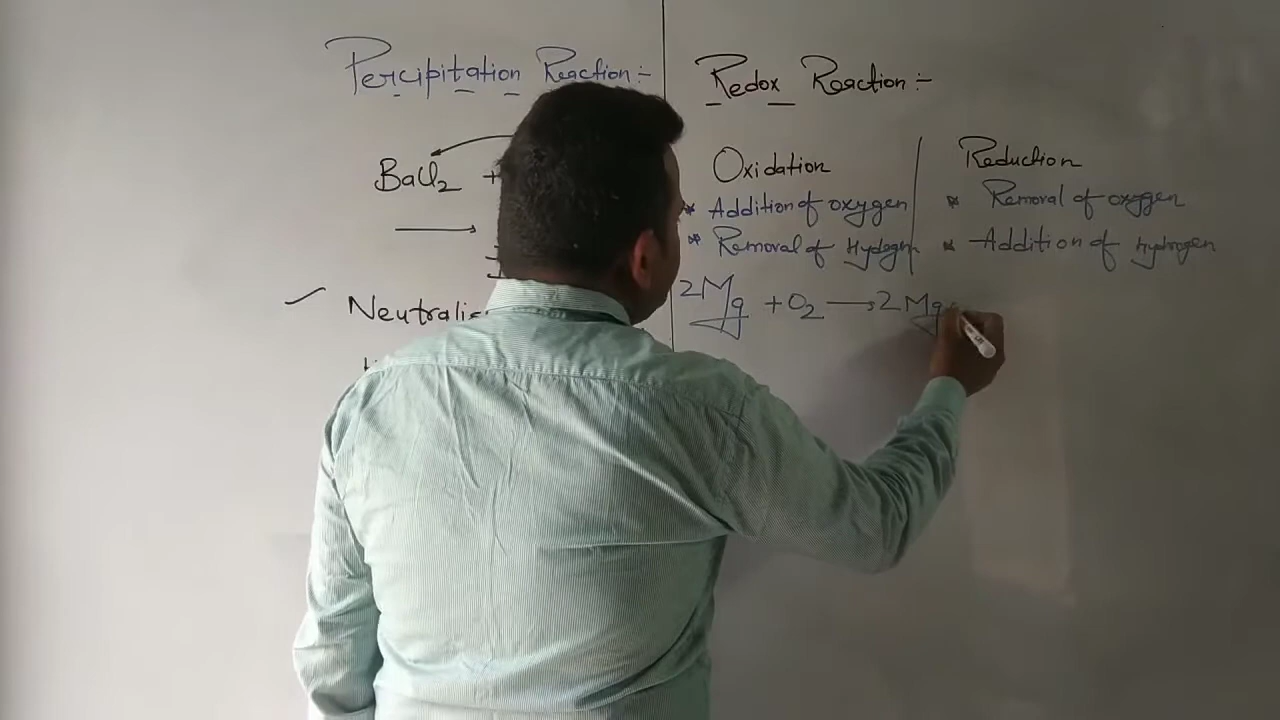 Percipitation Reaction :-
BaCl2 +
Neutralis
Redox Reaction :-
Oxidation
* Addition of oxygen
* Removal of Hydogen
Reduction
* Removal of oxygen
* Addition of hydrogen
2Mg + O2 → 2Mg